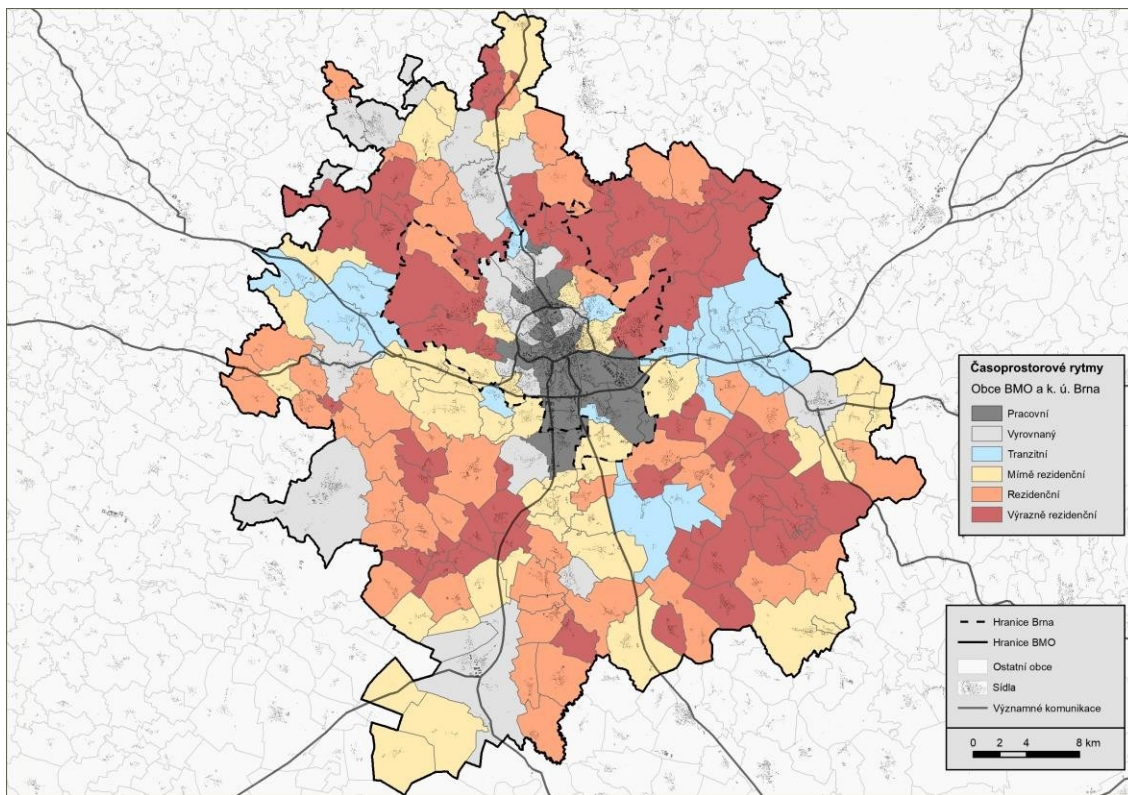 Časoprostorové rytmy
Obce BMO a k. ú. Brna
Pracovní
Vyrovnaný
Tranzitní
Mírně rezidenční
Rezidenční
Výrazně rezidenční
Hranice Brna
Hranice BMO
Ostatní obce
Sídla
Významné komunikace
0 2 4 8 km